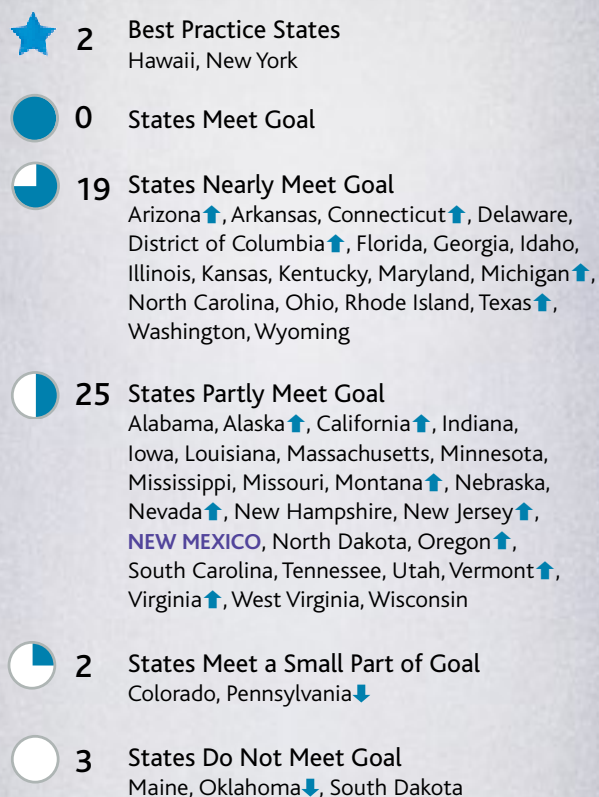 2 Best Practice States
Hawaii, New York
0 States Meet Goal
19 States Nearly Meet Goal
Arizona⬆, Arkansas, Connecticut⬆, Delaware,
District of Columbia⬆, Florida, Georgia, Idaho,
Illinois, Kansas, Kentucky, Maryland, Michigan⬆,
North Carolina, Ohio, Rhode Island, Texas⬆,
Washington, Wyoming
25 States Partly Meet Goal
Alabama, Alaska⬆, California⬆, Indiana,
Iowa, Louisiana, Massachusetts, Minnesota,
Mississippi, Missouri, Montana⬆, Nebraska,
Nevada⬆, New Hampshire, New Jersey⬆,
NEW MEXICO, North Dakota, Oregon⬆,
South Carolina, Tennessee, Utah, Vermont⬆,
Virginia⬆, West Virginia, Wisconsin
2 States Meet a Small Part of Goal
Colorado, Pennsylvania⬇
3 States Do Not Meet Goal
Maine, Oklahoma⬇, South Dakota